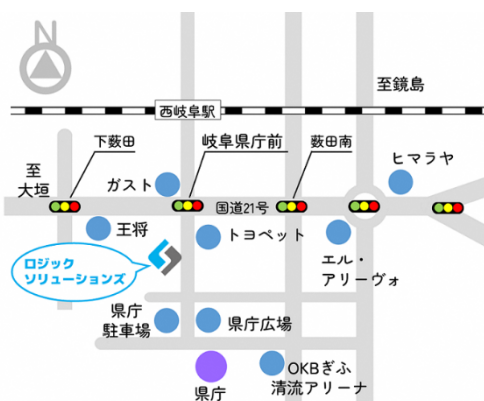 N
至鏡島
西岐阜駅
下薮田
岐阜県庁前
薮田南
ヒマラヤ
至
大垣
ガスト
国道21号
王将
トヨペット
エル・
アリーヴォ
ロジック
ソリューションズ
県庁
駐車場
県庁広場
県庁
OKBぎふ
清流アリーナ